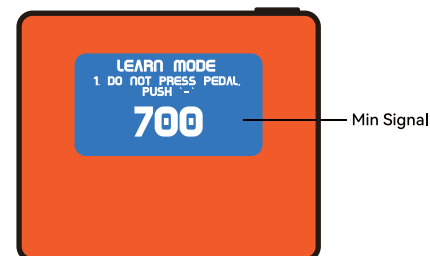 LEARN MODE
1. DO NOT PRESS PEDAL,
PUSH `-`
700
Min Signal